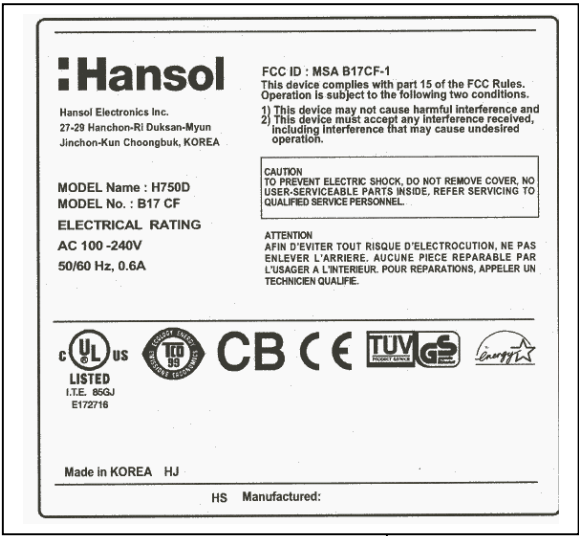 Hansol
Hansol Electronics Inc.
27-29 Hanchon-Ri Duksan-Myun
Jinchon-Kun Choongbuk, KOREA
MODEL Name : H750D
MODEL No. : B17 CF
ELECTRICAL RATING
AC 100 -240V
50/60 Hz, 0.6A
FCC ID : MSA B17CF-1
This device complies with part 15 of the FCC Rules.
Operation is subject to the following two conditions.
1) This device may not cause harmful interference and
2) This device must accept any interference received,
including interference that may cause undesired
operation.
CAUTION
TO PREVENT ELECTRIC SHOCK, DO NOT REMOVE COVER, NO
USER-SERVICEABLE PARTS INSIDE, REFER SERVICING TO
QUALIFIED SERVICE PERSONNEL.
ATTENTION
AFIN D'EVITER TOUT RISQUE D'ELECTROCUTION, NE PAS
ENLEVER L'ARRIERE. AUCUNE PIECE REPARABLE PAR
L'USAGER A L'INTERIEUR. POUR REPARATIONS, APPELER UN
TECHNICIEN QUALIFIE.
C UL ® US
LISTED
I.T.E. 85GJ
E172716
ECOLOGY ENERGY
TCO
99
EMISSIONS ERGONOMICS
CB CE
TÜV
PRODUCT SERVICE
GS
energy
Made in KOREA HJ
HS Manufactured: